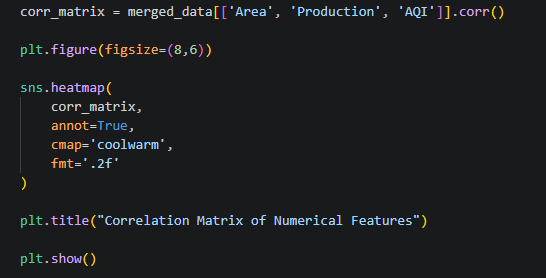 corr_matrix = merged_data[['Area', 'Production', 'AQI']].corr()
plt.figure(figsize=(8,6))
sns.heatmap(
    corr_matrix,
    annot=True,
    cmap='coolwarm',
    fmt='.2f'
)
plt.title("Correlation Matrix of Numerical Features")
plt.show()